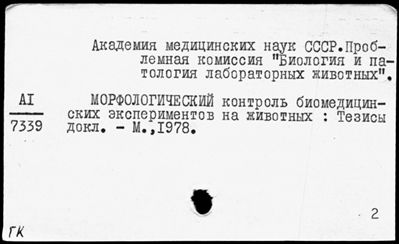 Академия медицинских наук СССР.Проб-
лемная комиссия "Биология и па-
тология лабораторных животных".
AI
7339
МОРФОЛОГИЧЕСКИЙ контроль биомедицин-
ских экспериментов на животных : Тезисы
докл. - М.,1978.
2
ГК